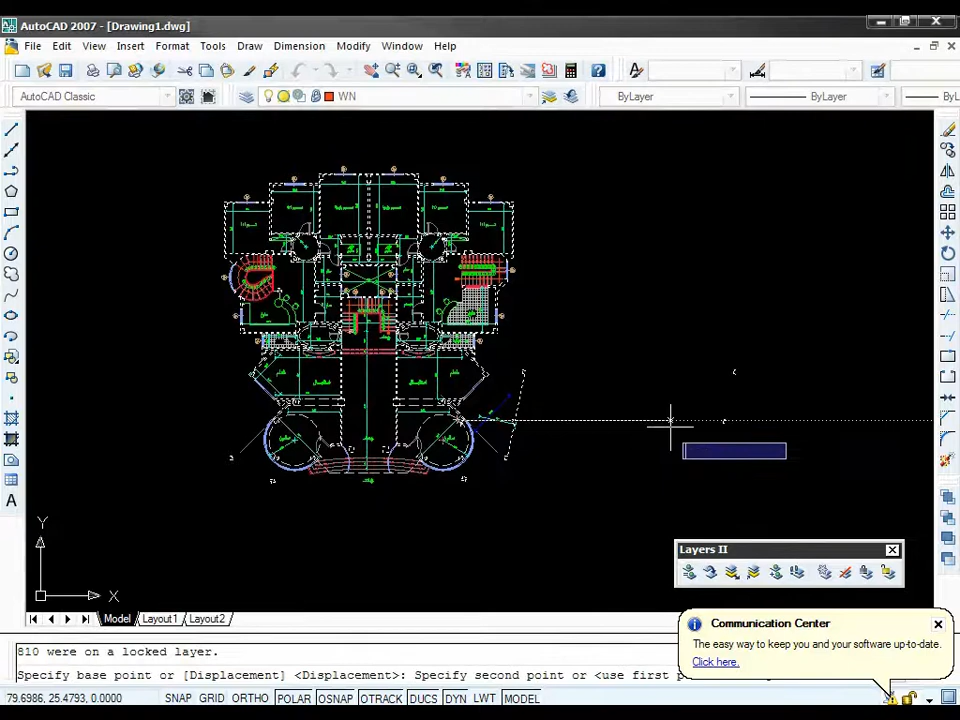 AutoCAD 2007 - [Drawing1.dwg]
File Edit View Insert Format Tools Draw Dimension Modify Window Help
AutoCAD Classic WN ByLayer ByLayer ByL
Y
X
Layers II
Model Layout1 Layout2
Communication Center
The easy way to keep you and your software up-to-date.
Click here.
810 were on a locked layer.
Specify base point or [Displacement] <Displacement>: Specify second point or <use first p
79.6986, 25.4793, 0.0000 SNAP GRID ORTHO POLAR OSNAP OTRACK DUCS DYN LWT MODEL